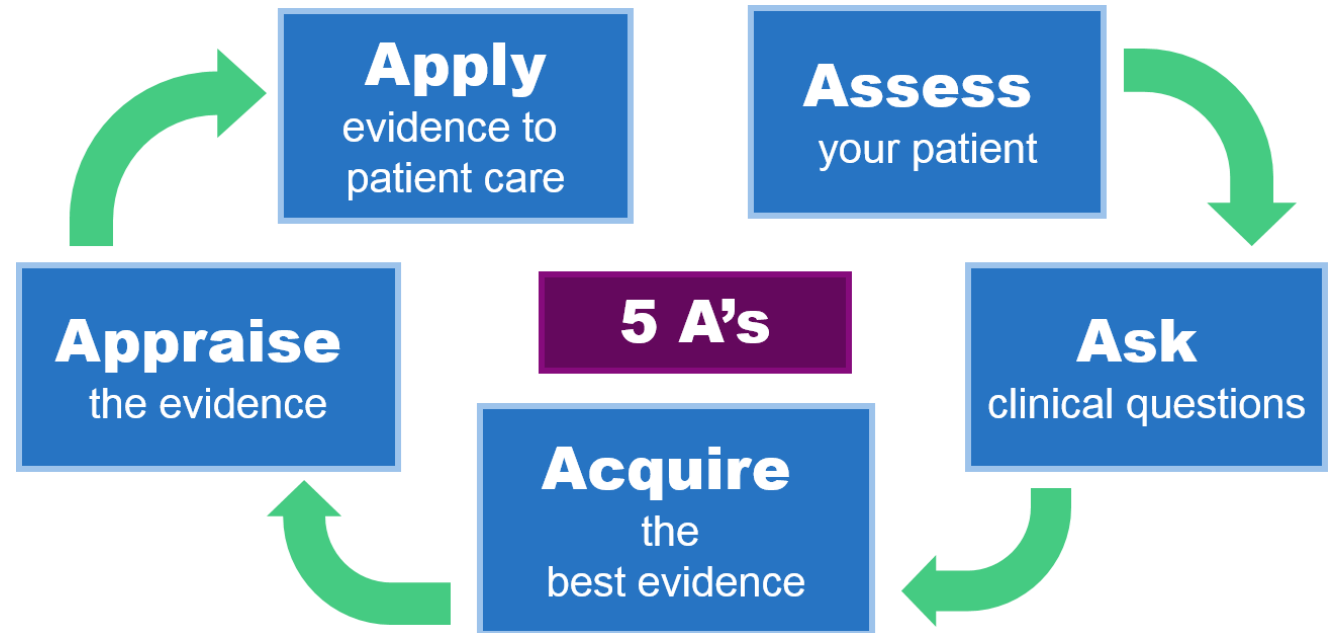 Apply
evidence to
patient care
Assess
your patient
Appraise
the evidence
5 A’s
Ask
clinical questions
Acquire
the
best evidence